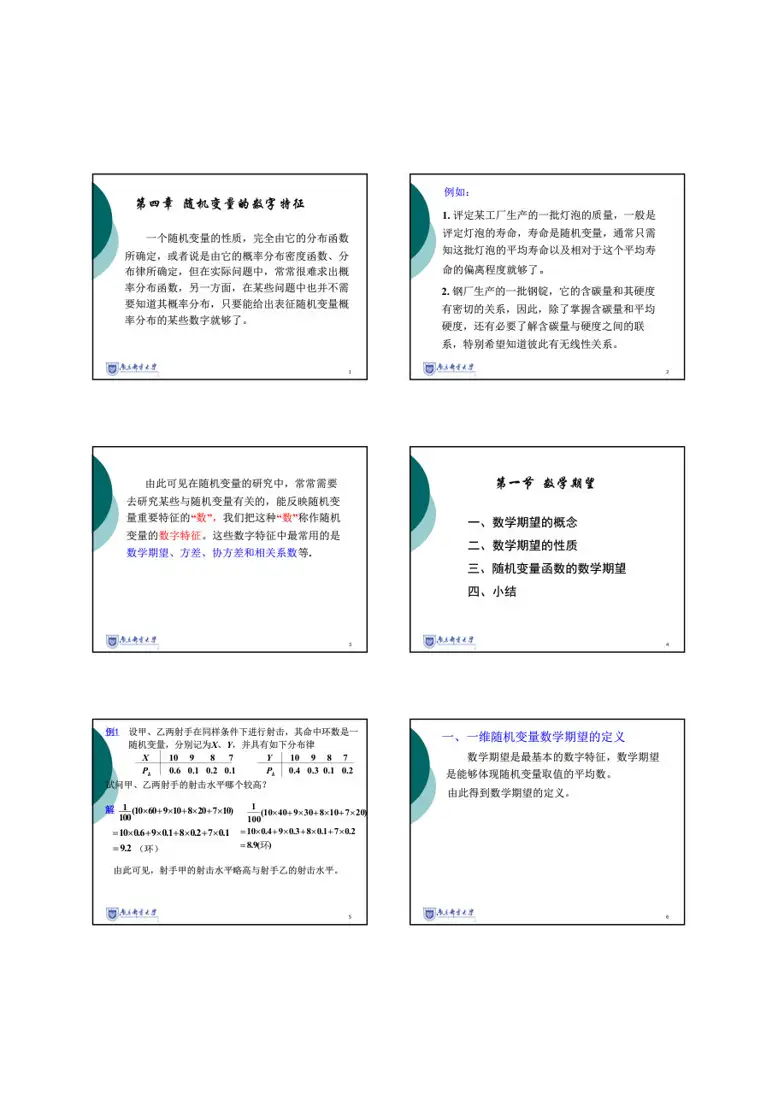 第四章 随机变量的数字特征
一个随机变量的性质，完全由它的分布函数
所确定，或者说是由它的概率分布密度函数、分
布律所确定，但在实际问题中，常常很难求出概
率分布函数，另一方面，在某些问题中也并不需
要知道其概率分布，只要能给出表征随机变量概
率分布的某些数字就够了。
1
例如：
1. 评定某工厂生产的一批灯泡的质量，一般是
评定灯泡的寿命，寿命是随机变量，通常只需
知这批灯泡的平均寿命以及相对于这个平均寿
命的偏离程度就够了。
2. 钢厂生产的一批钢锭，它的含碳量和其硬度
有密切的关系，因此，除了掌握含碳量和平均
硬度，还有必要了解含碳量与硬度之间的联
系，特别希望知道彼此有无线性关系。
2
由此可见在随机变量的研究中，常常需要
去研究某些与随机变量有关的，能反映随机变
量重要特征的“数”，我们把这种“数”称作随机
变量的数字特征。这些数字特征中最常用的是
数学期望、方差、协方差和相关系数等.
3
第一节 数学期望
一、数学期望的概念
二、数学期望的性质
三、随机变量函数的数学期望
四、小结
4
例1 设甲、乙两射手在同样条件下进行射击，其命中环数是一
随机变量，分别记为X、Y，并具有如下分布律
X 10 9 8 7
Pk 0.6 0.1 0.2 0.1
Y 10 9 8 7
Pk 0.4 0.3 0.1 0.2
试问甲、乙两射手的射击水平哪个较高？
解 1/100(10×60+9×10+8×20+7×10)
=10×0.6+9×0.1+8×0.2+7×0.1
=9.2 （环）
1/100(10×40+9×30+8×10+7×20)
=10×0.4+9×0.3+8×0.1+7×0.2
=8.9(环)
由此可见，射手甲的射击水平略高与射手乙的射击水平。
5
一、一维随机变量数学期望的定义
数学期望是最基本的数字特征，数学期望
是能够体现随机变量取值的平均数。
由此得到数学期望的定义。
6